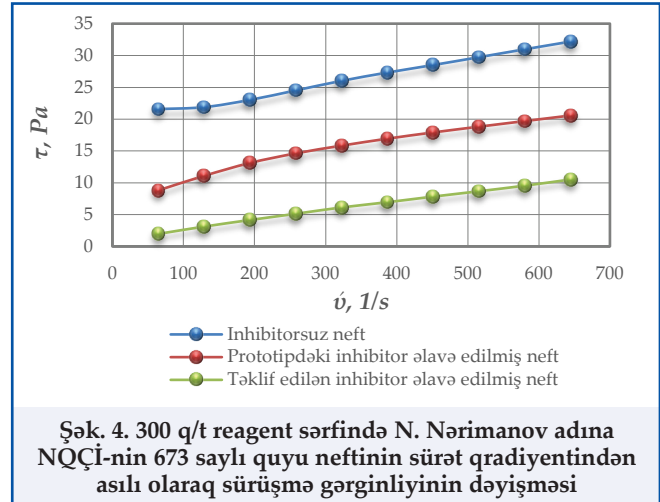 35
30
25
20
15
10
5
0
τ, Pa
0 100 200 300 400 500 600 700
ύ, 1/s
Inhibitorsuz neft
Prototipdəki inhibitor əlavə edilmiş neft
Təklif edilən inhibitor əlavə edilmiş neft
Şək. 4. 300 q/t reagent sərfində N. Nərimanov adına
NQÇİ-nin 673 saylı quyu neftinin sürət qradiyentindən
asılı olaraq sürüşmə gərginliyinin dəyişməsi